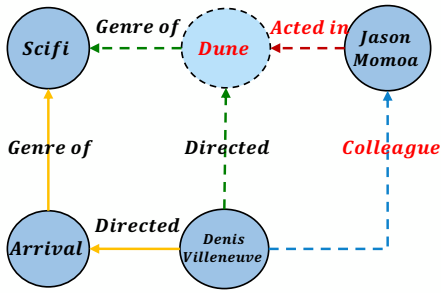 Genre of
Acted in
Scifi
Dune
Jason
Momoa
Genre of
Directed
Colleague
Directed
Arrival
Denis
Villeneuve